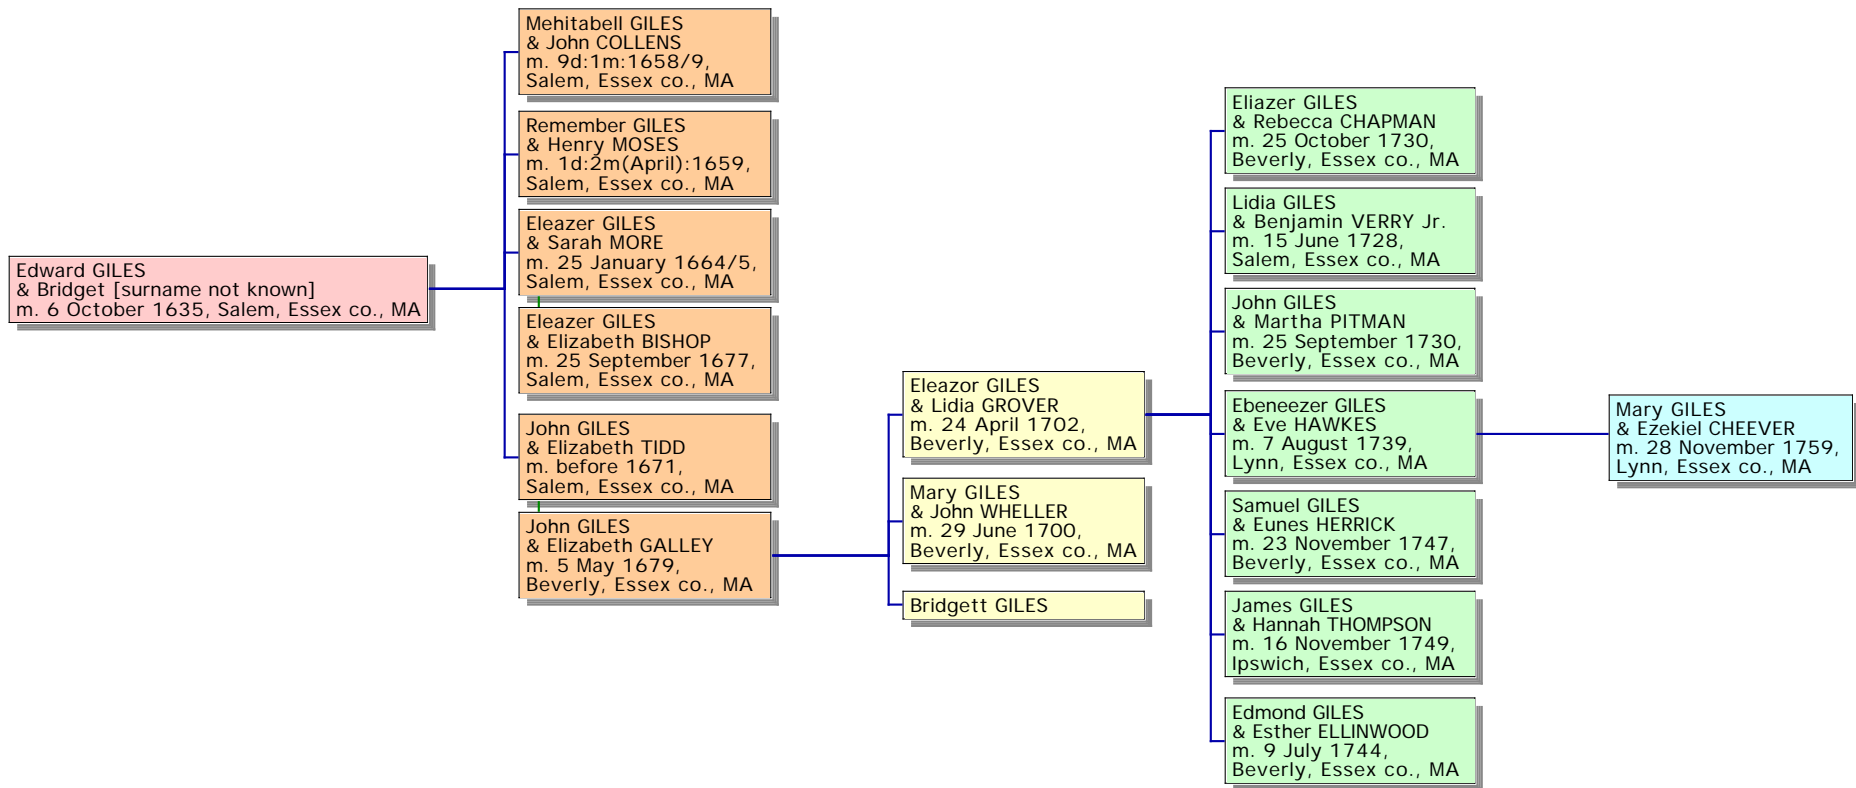 Edward GILES
& Bridget [surname not known]
m. 6 October 1635, Salem, Essex co., MA
Mehitabell GILES
& John COLLENS
m. 9d:1m:1658/9,
Salem, Essex co., MA
Remember GILES
& Henry MOSES
m. 1d:2m(April):1659,
Salem, Essex co., MA
Eleazer GILES
& Sarah MORE
m. 25 January 1664/5,
Salem, Essex co., MA
Eleazer GILES
& Elizabeth BISHOP
m. 25 September 1677,
Salem, Essex co., MA
John GILES
& Elizabeth TIDD
m. before 1671,
Salem, Essex co., MA
John GILES
& Elizabeth GALLEY
m. 5 May 1679,
Beverly, Essex co., MA
Eleazor GILES
& Lidia GROVER
m. 24 April 1702,
Beverly, Essex co., MA
Mary GILES
& John WHELLER
m. 29 June 1700,
Beverly, Essex co., MA
Bridgett GILES
Eliazer GILES
& Rebecca CHAPMAN
m. 25 October 1730,
Beverly, Essex co., MA
Lidia GILES
& Benjamin VERRY Jr.
m. 15 June 1728,
Salem, Essex co., MA
John GILES
& Martha PITMAN
m. 25 September 1730,
Beverly, Essex co., MA
Ebeneezer GILES
& Eve HAWKES
m. 7 August 1739,
Lynn, Essex co., MA
Samuel GILES
& Eunes HERRICK
m. 23 November 1747,
Beverly, Essex co., MA
James GILES
& Hannah THOMPSON
m. 16 November 1749,
Ipswich, Essex co., MA
Edmond GILES
& Esther ELLINWOOD
m. 9 July 1744,
Beverly, Essex co., MA
Mary GILES
& Ezekiel CHEEVER
m. 28 November 1759,
Lynn, Essex co., MA